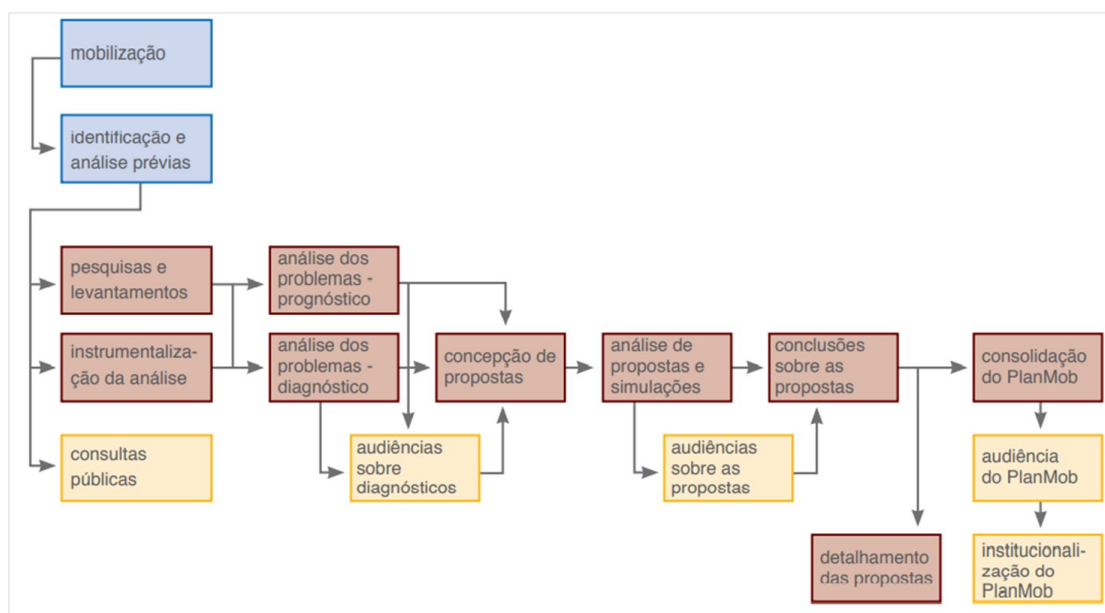 mobilização
identificação e
análise prévias
pesquisas e
levantamentos
análise dos
problemas -
prognóstico
instrumentaliza-
ção da análise
análise dos
problemas -
diagnóstico
concepção de
propostas
análise de
propostas e
simulações
conclusões
sobre as
propostas
consolidação
do PlanMob
consultas
públicas
audiências
sobre
diagnósticos
audiências
sobre as
propostas
audiência
do PlanMob
detalhamento
das propostas
institucionali-
zação do
PlanMob